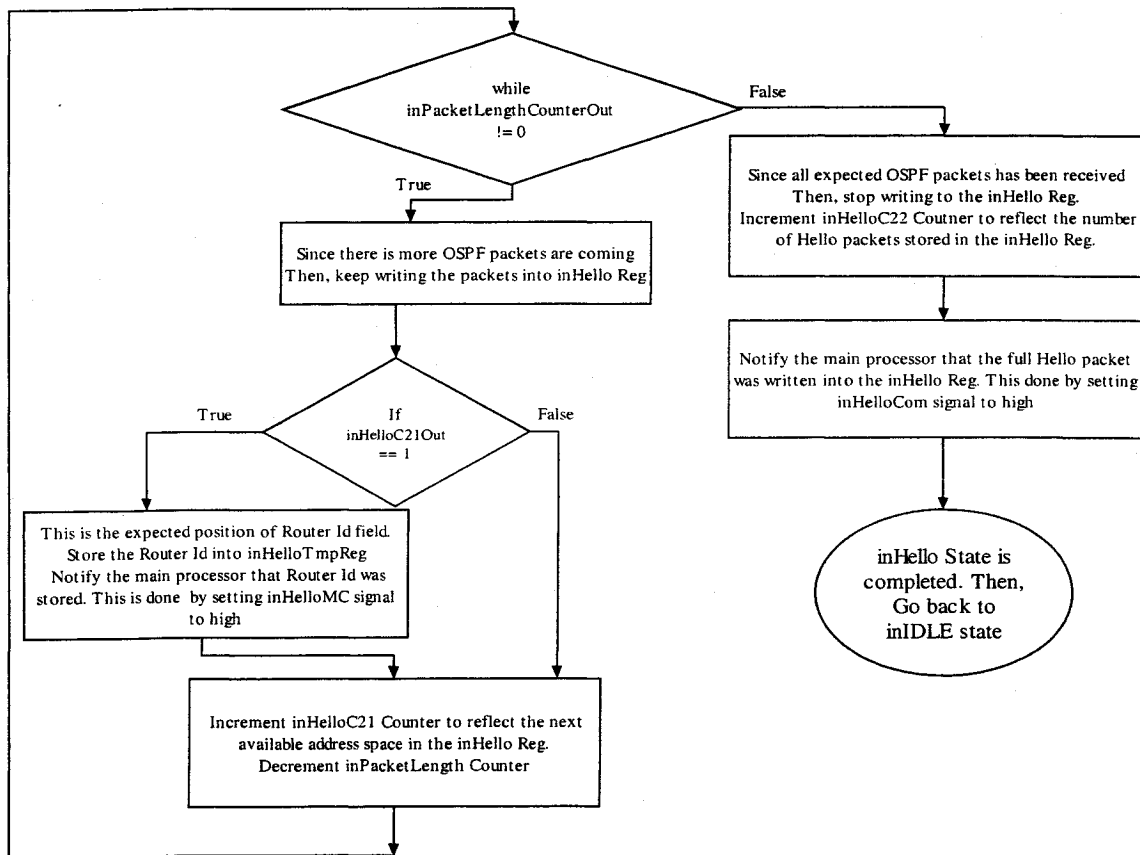 while
inPacketLengthCounterOut
!= 0
False
True
Since all expected OSPF packets has been received
Then, stop writing to the inHello Reg.
Increment inHelloC22 Coutner to reflect the number
of Hello packets stored in the inHello Reg.
Since there is more OSPF packets are coming
Then, keep writing the packets into inHello Reg
Notify the main processor that the full Hello packet
was written into the inHello Reg. This done by setting
inHelloCom signal to high
True
If
inHelloC21Out
== 1
False
This is the expected position of Router Id field.
Store the Router Id into inHelloTmpReg
Notify the main processor that Router Id was
stored. This is done by setting inHelloMC signal
to high
inHello State is
completed. Then,
Go back to
inIDLE state
Increment inHelloC21 Counter to reflect the next
available address space in the inHello Reg.
Decrement inPacketLength Counter